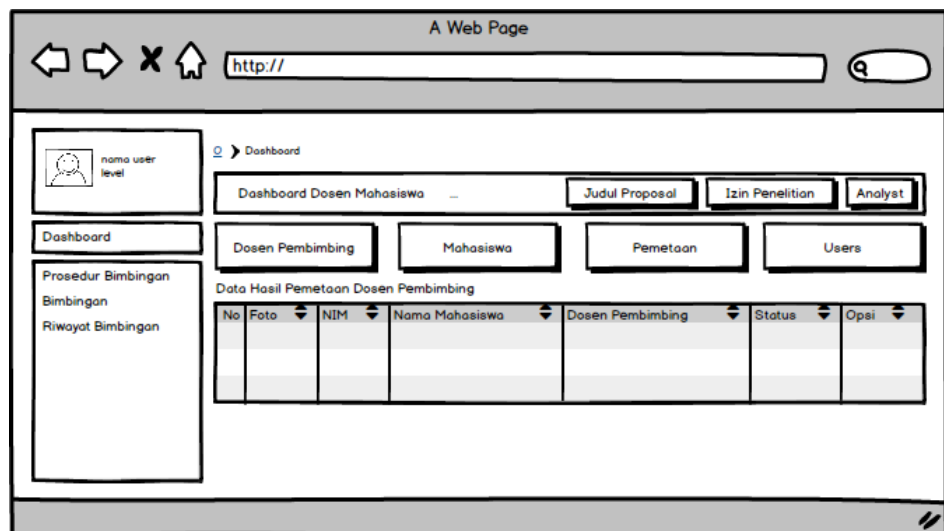 A Web Page
http://
nama user
level
O Dashboard
Dashboard Dosen Mahasiswa ...
Judul Proposal
Izin Penelitian
Analyst
Dashboard
Dosen Pembimbing
Mahasiswa
Pemetaan
Users
Prosedur Bimbingan
Bimbingan
Riwayat Bimbingan
Data Hasil Pemetaan Dosen Pembimbing
No Foto NIM Nama Mahasiswa Dosen Pembimbing Status Opsi